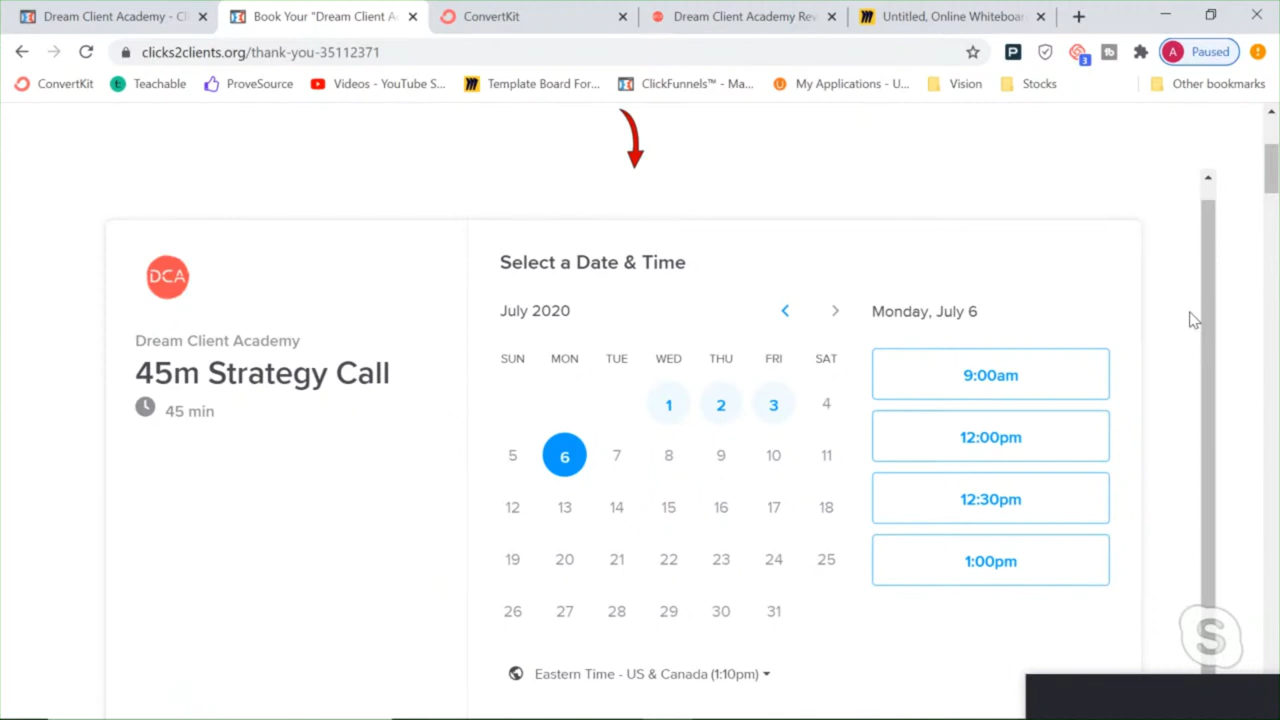 Dream Client Academy - Cli
Book Your "Dream Client A
ConvertKit
Dream Client Academy Rev
Untitled, Online Whiteboar
clicks2clients.org/thank-you-35112371
P
3
tb
A Paused
ConvertKit
t Teachable
ProveSource
Videos - YouTube S...
Template Board For...
ClickFunnels™ - Ma...
My Applications - U...
Vision
Stocks
Other bookmarks
DCA
Dream Client Academy
45m Strategy Call
45 min
Select a Date & Time
July 2020
SUN MON TUE WED THU FRI SAT
1 2 3 4
5 6 7 8 9 10 11
12 13 14 15 16 17 18
19 20 21 22 23 24 25
26 27 28 29 30 31
Eastern Time - US & Canada (1:10pm)
Monday, July 6
9:00am
12:00pm
12:30pm
1:00pm
S